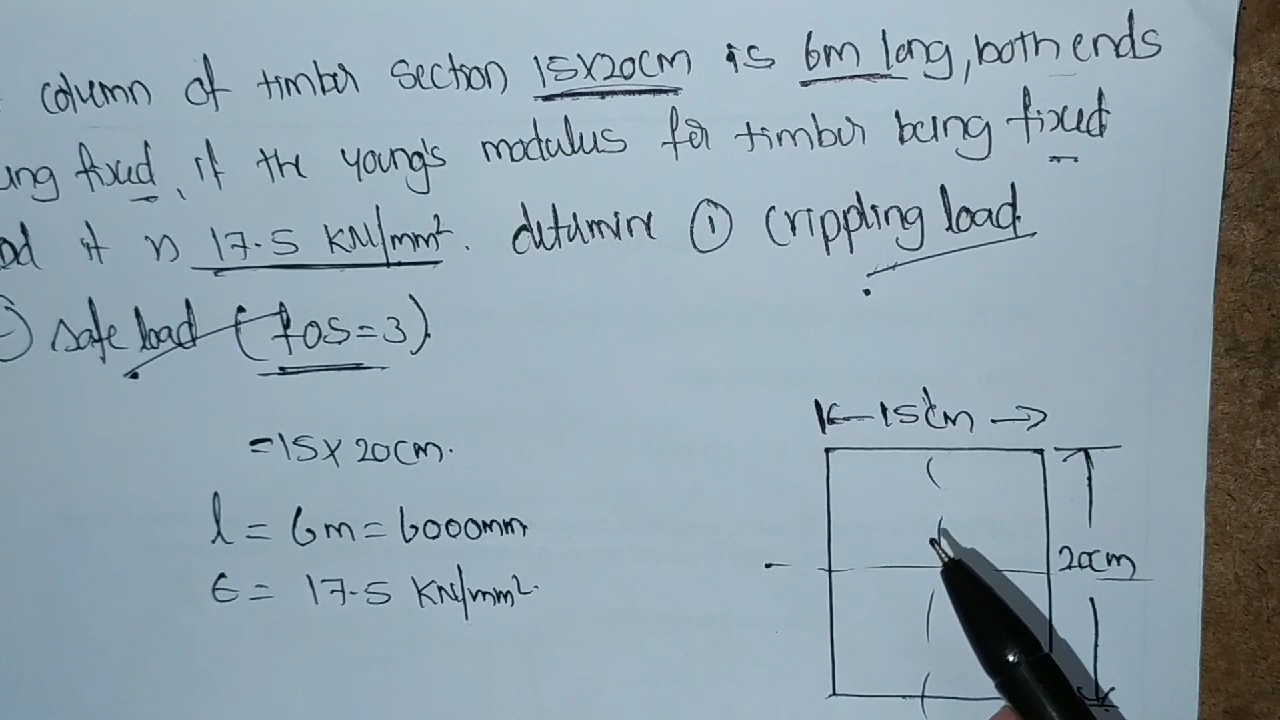 column of timber section 15x20cm is 6m long, both ends
ing fixed, if the young's modulus for timber being fixed
it is 17.5 KN/mm². determine ① crippling load
safe load (fos=3).
=15x20cm.
l = 6m = 6000mm
E = 17.5 KN/mm².
15cm
20cm